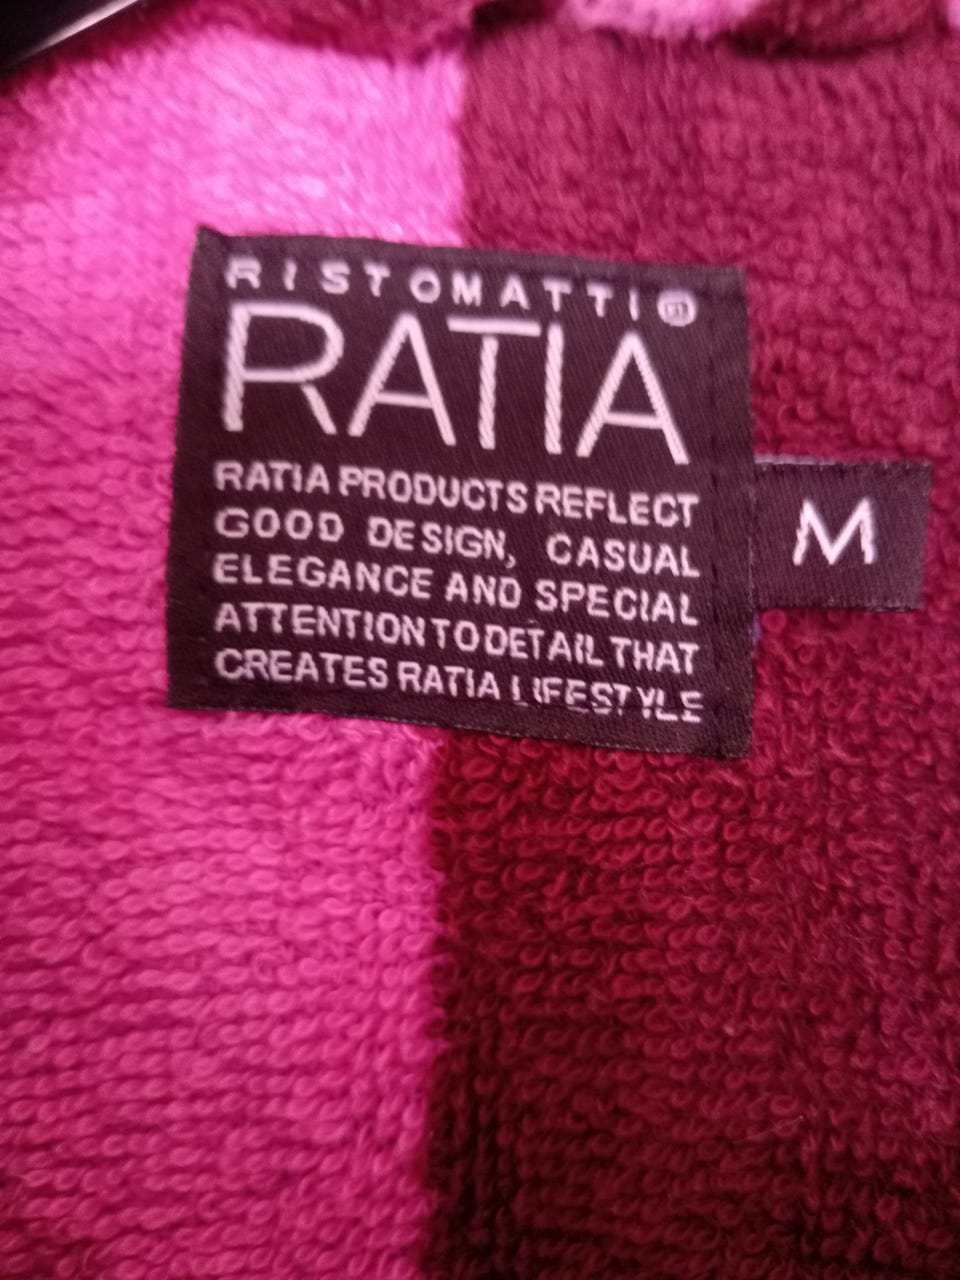 RISTOMATTI®
RATIA
RATIA PRODUCTS REFLECT
GOOD DESIGN, CASUAL
ELEGANCE AND SPECIAL
ATTENTION TO DETAIL THAT
CREATES RATIA LIFESTYLE
M